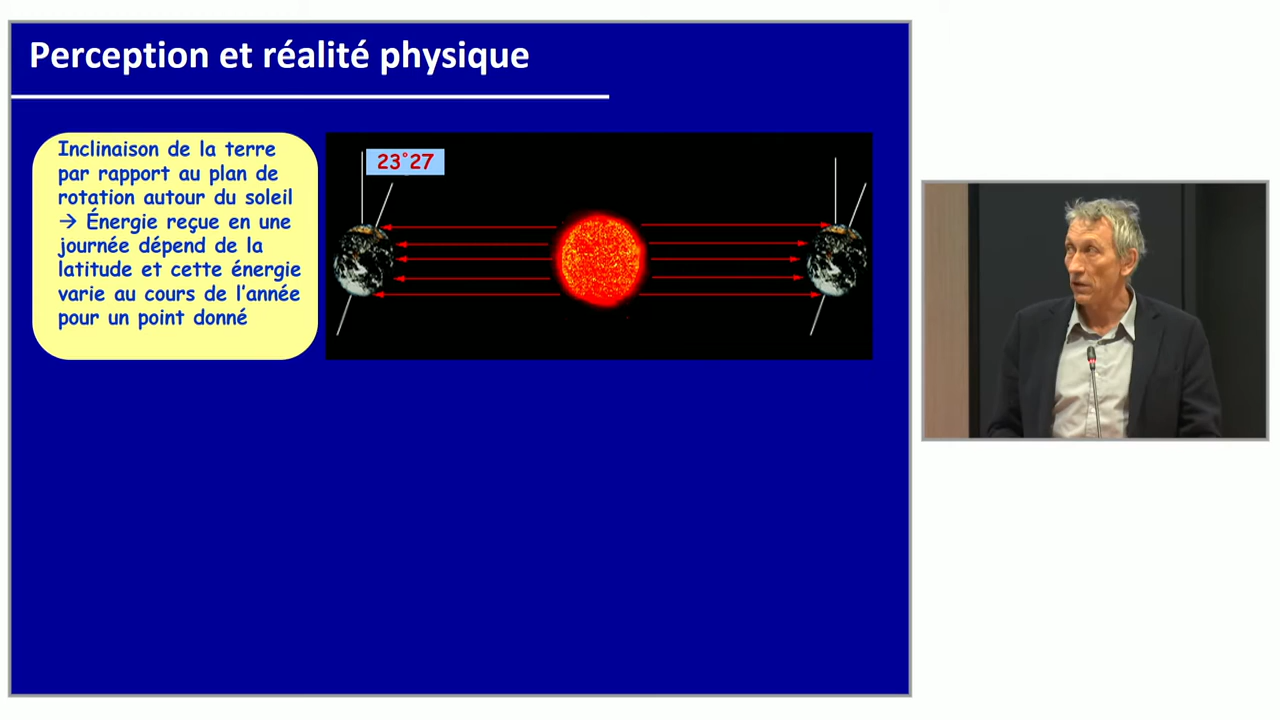 Perception et réalité physique
Inclinaison de la terre
par rapport au plan de
rotation autour du soleil
→ Énergie reçue en une
journée dépend de la
latitude et cette énergie
varie au cours de l'année
pour un point donné
23°27